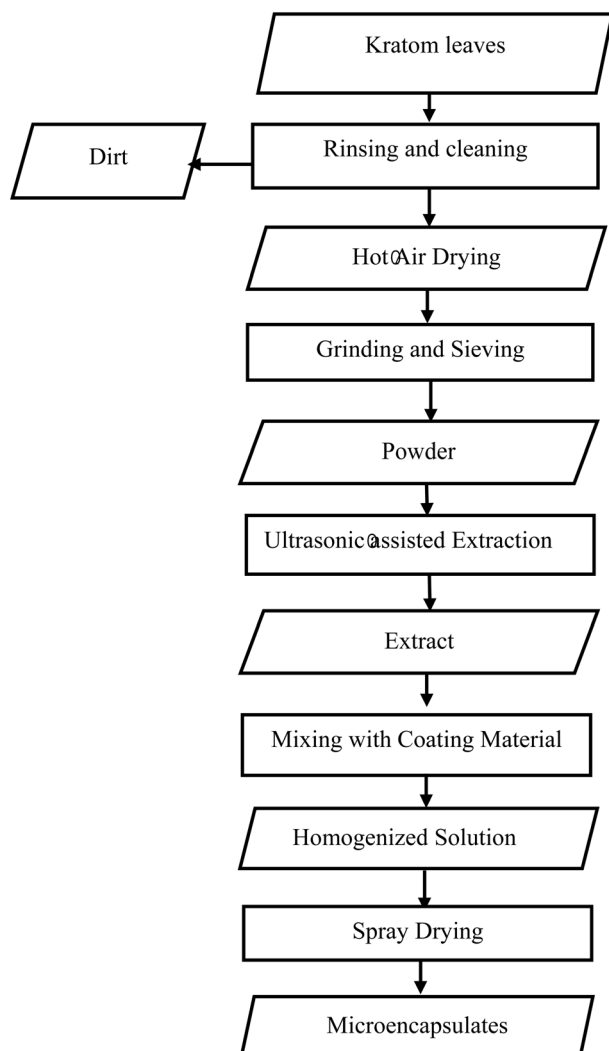 Kratom leaves
Dirt
Rinsing and cleaning
Hot Air Drying
Grinding and Sieving
Powder
Ultrasonic assisted Extraction
Extract
Mixing with Coating Material
Homogenized Solution
Spray Drying
Microencapsulates